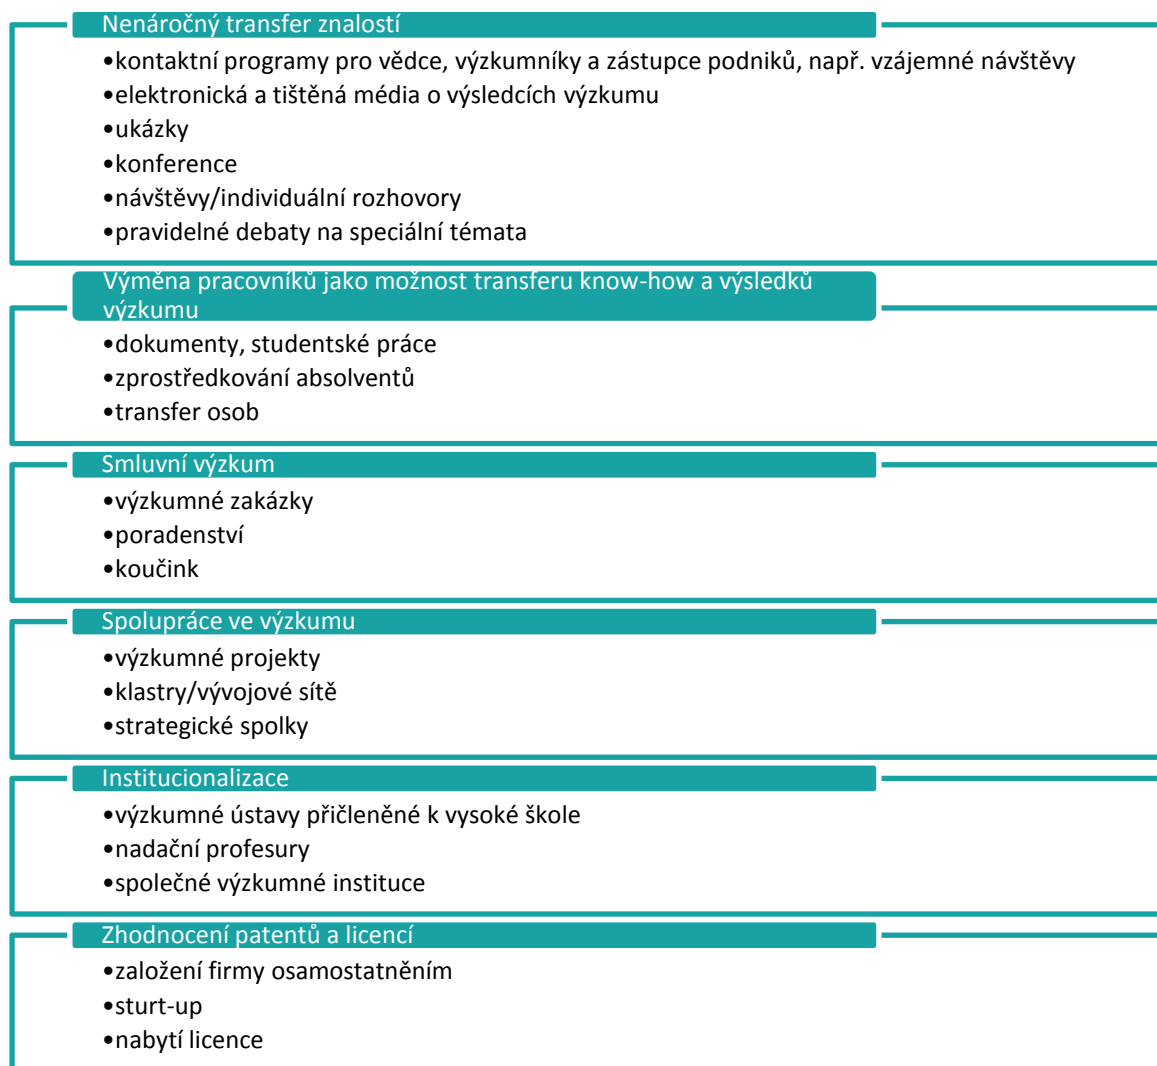 Nenáročný transfer znalostí
•kontaktní programy pro vědce, výzkumníky a zástupce podniků, např. vzájemné návštěvy
•elektronická a tištěná média o výsledcích výzkumu
•ukázky
•konference
•návštěvy/individuální rozhovory
•pravidelné debaty na speciální témata
Výměna pracovníků jako možnost transferu know-how a výsledků
výzkumu
•dokumenty, studentské práce
•zprostředkování absolventů
•transfer osob
Smluvní výzkum
•výzkumné zakázky
•poradenství
•koučink
Spolupráce ve výzkumu
•výzkumné projekty
•klastry/vývojové sítě
•strategické spolky
Institucionalizace
•výzkumné ústavy přičleněné k vysoké škole
•nadační profesury
•společné výzkumné instituce
Zhodnocení patentů a licencí
•založení firmy osamostatněním
•sturt-up
•nabytí licence